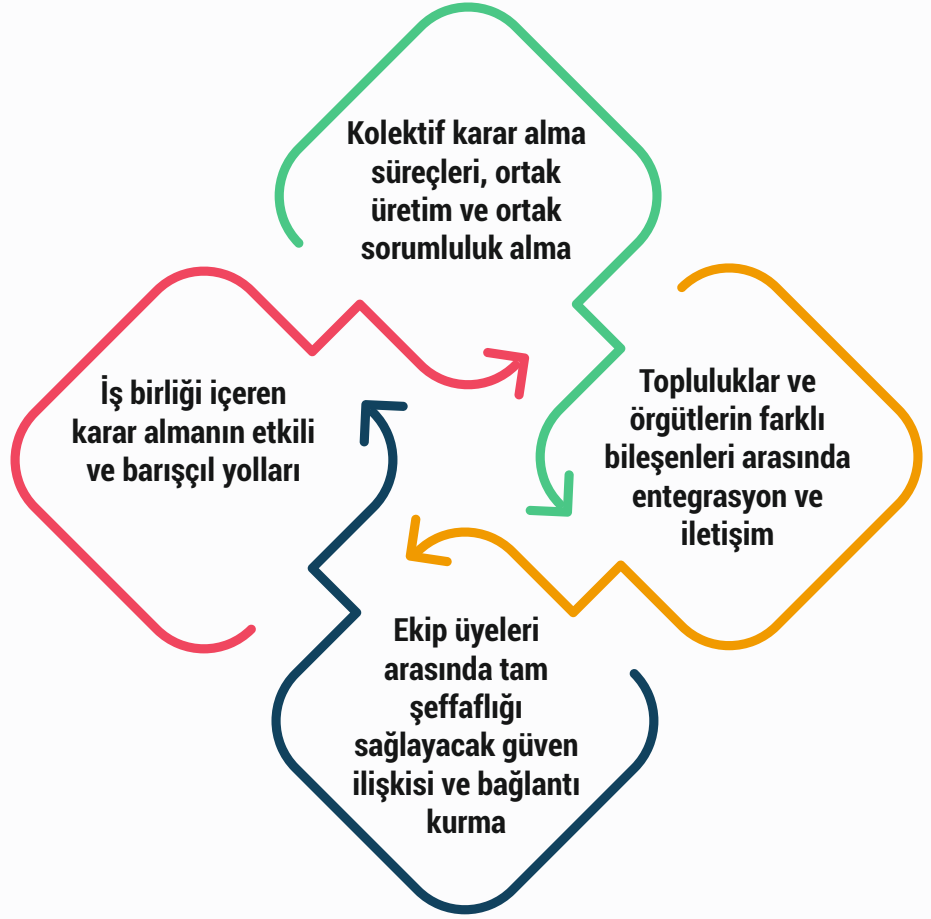 Kolektif karar alma
süreçleri, ortak
üretim ve ortak
sorumluluk alma
İş birliği içeren
karar almanın etkili
ve barışçıl yolları
Topluluklar ve
örgütlerin farklı
bileşenleri arasında
entegrasyon ve
iletişim
Ekip üyeleri
arasında tam
şeffaflığı
sağlayacak güven
ilişkisi ve bağlantı
kurma